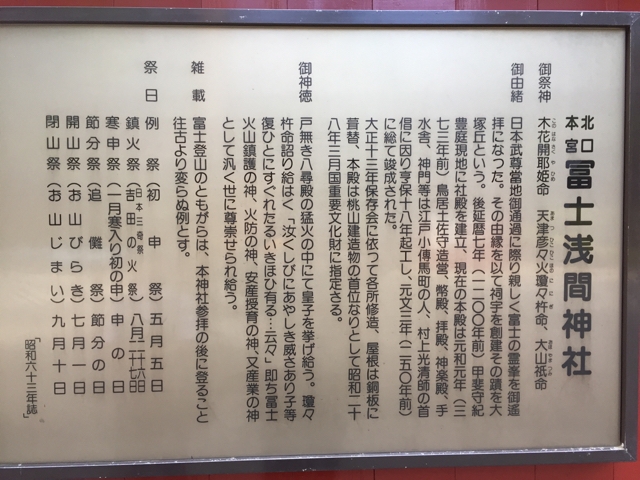 北口本宮 冨士浅間神社
御祭神 木花開耶姫命 天津彦々火瓊々杵命、大山祇命
御由緒 日本武尊當地御通過に際り親しく富士の霊峯を御遙
拝になつた。その由縁を以て祠宇を創建その蹟を大
塚丘という。後延暦七年(一二〇〇年前)甲斐守紀
豊庭現地に社殿を建立、現在の本殿は元和元年(三
七三年前)鳥居土佐守造営、幣殿、拝殿、神楽殿、手
水舎、神門等は江戸小傳馬町の人、村上光清師の首
倡に因り亨保十八年起工し、元文三年(二五〇年前)
に総て竣成された。
大正十三年保存会に依つて各所修造、屋根は銅板に
葺替、本殿は桃山建造物の首位なりとして昭和二十
八年三月国重要文化財に指定さる。
御神徳 戸無き八尋殿の猛火の中にて皇子を挙げ給う。瓊々
杵命詔り給はく「汝くしびにあやしき威さあり子等
復ひとにすぐれたるいきほひ有る…云々」即ち富士
火山鎮護の神、火防の神、安産授育の神、又産業の神
として汎く世に尊崇せられ給う。
雑載 富士登山のともがらは、本神社参拝の後に登ること
往古より変らぬ例とす。
祭日 例祭(初申祭)五月五日
鎮火祭(吉田の火祭 日本三奇祭)八月二十六日二十七日
寒申祭(一月寒入り初の申)申の日
節分祭(追儺祭)節分の日
開山祭(お山びらき)七月一日
閉山祭(お山じまい)九月十日
「昭和六十三年誌」